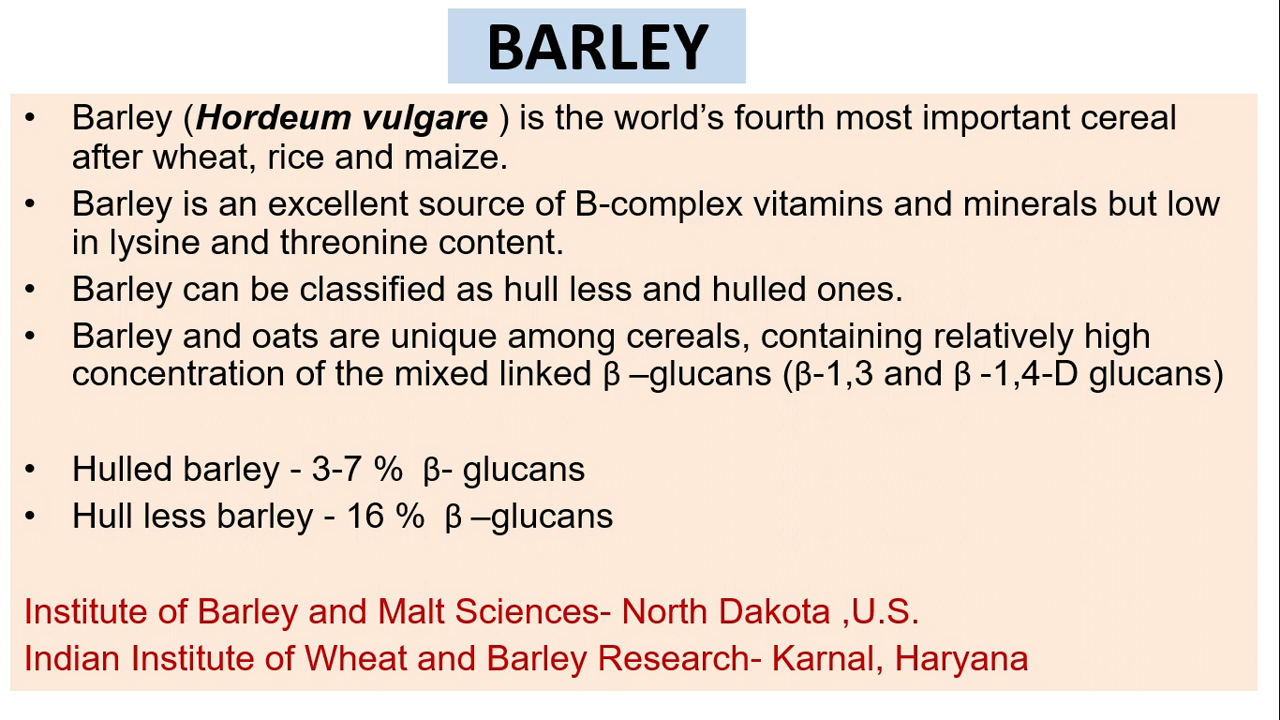 BARLEY
• Barley (Hordeum vulgare ) is the world’s fourth most important cereal
after wheat, rice and maize.
• Barley is an excellent source of B-complex vitamins and minerals but low
in lysine and threonine content.
• Barley can be classified as hull less and hulled ones.
• Barley and oats are unique among cereals, containing relatively high
concentration of the mixed linked β –glucans (β-1,3 and β -1,4-D glucans)
• Hulled barley - 3-7 %  β- glucans
• Hull less barley - 16 %  β –glucans
Institute of Barley and Malt Sciences- North Dakota ,U.S.
Indian Institute of Wheat and Barley Research- Karnal, Haryana